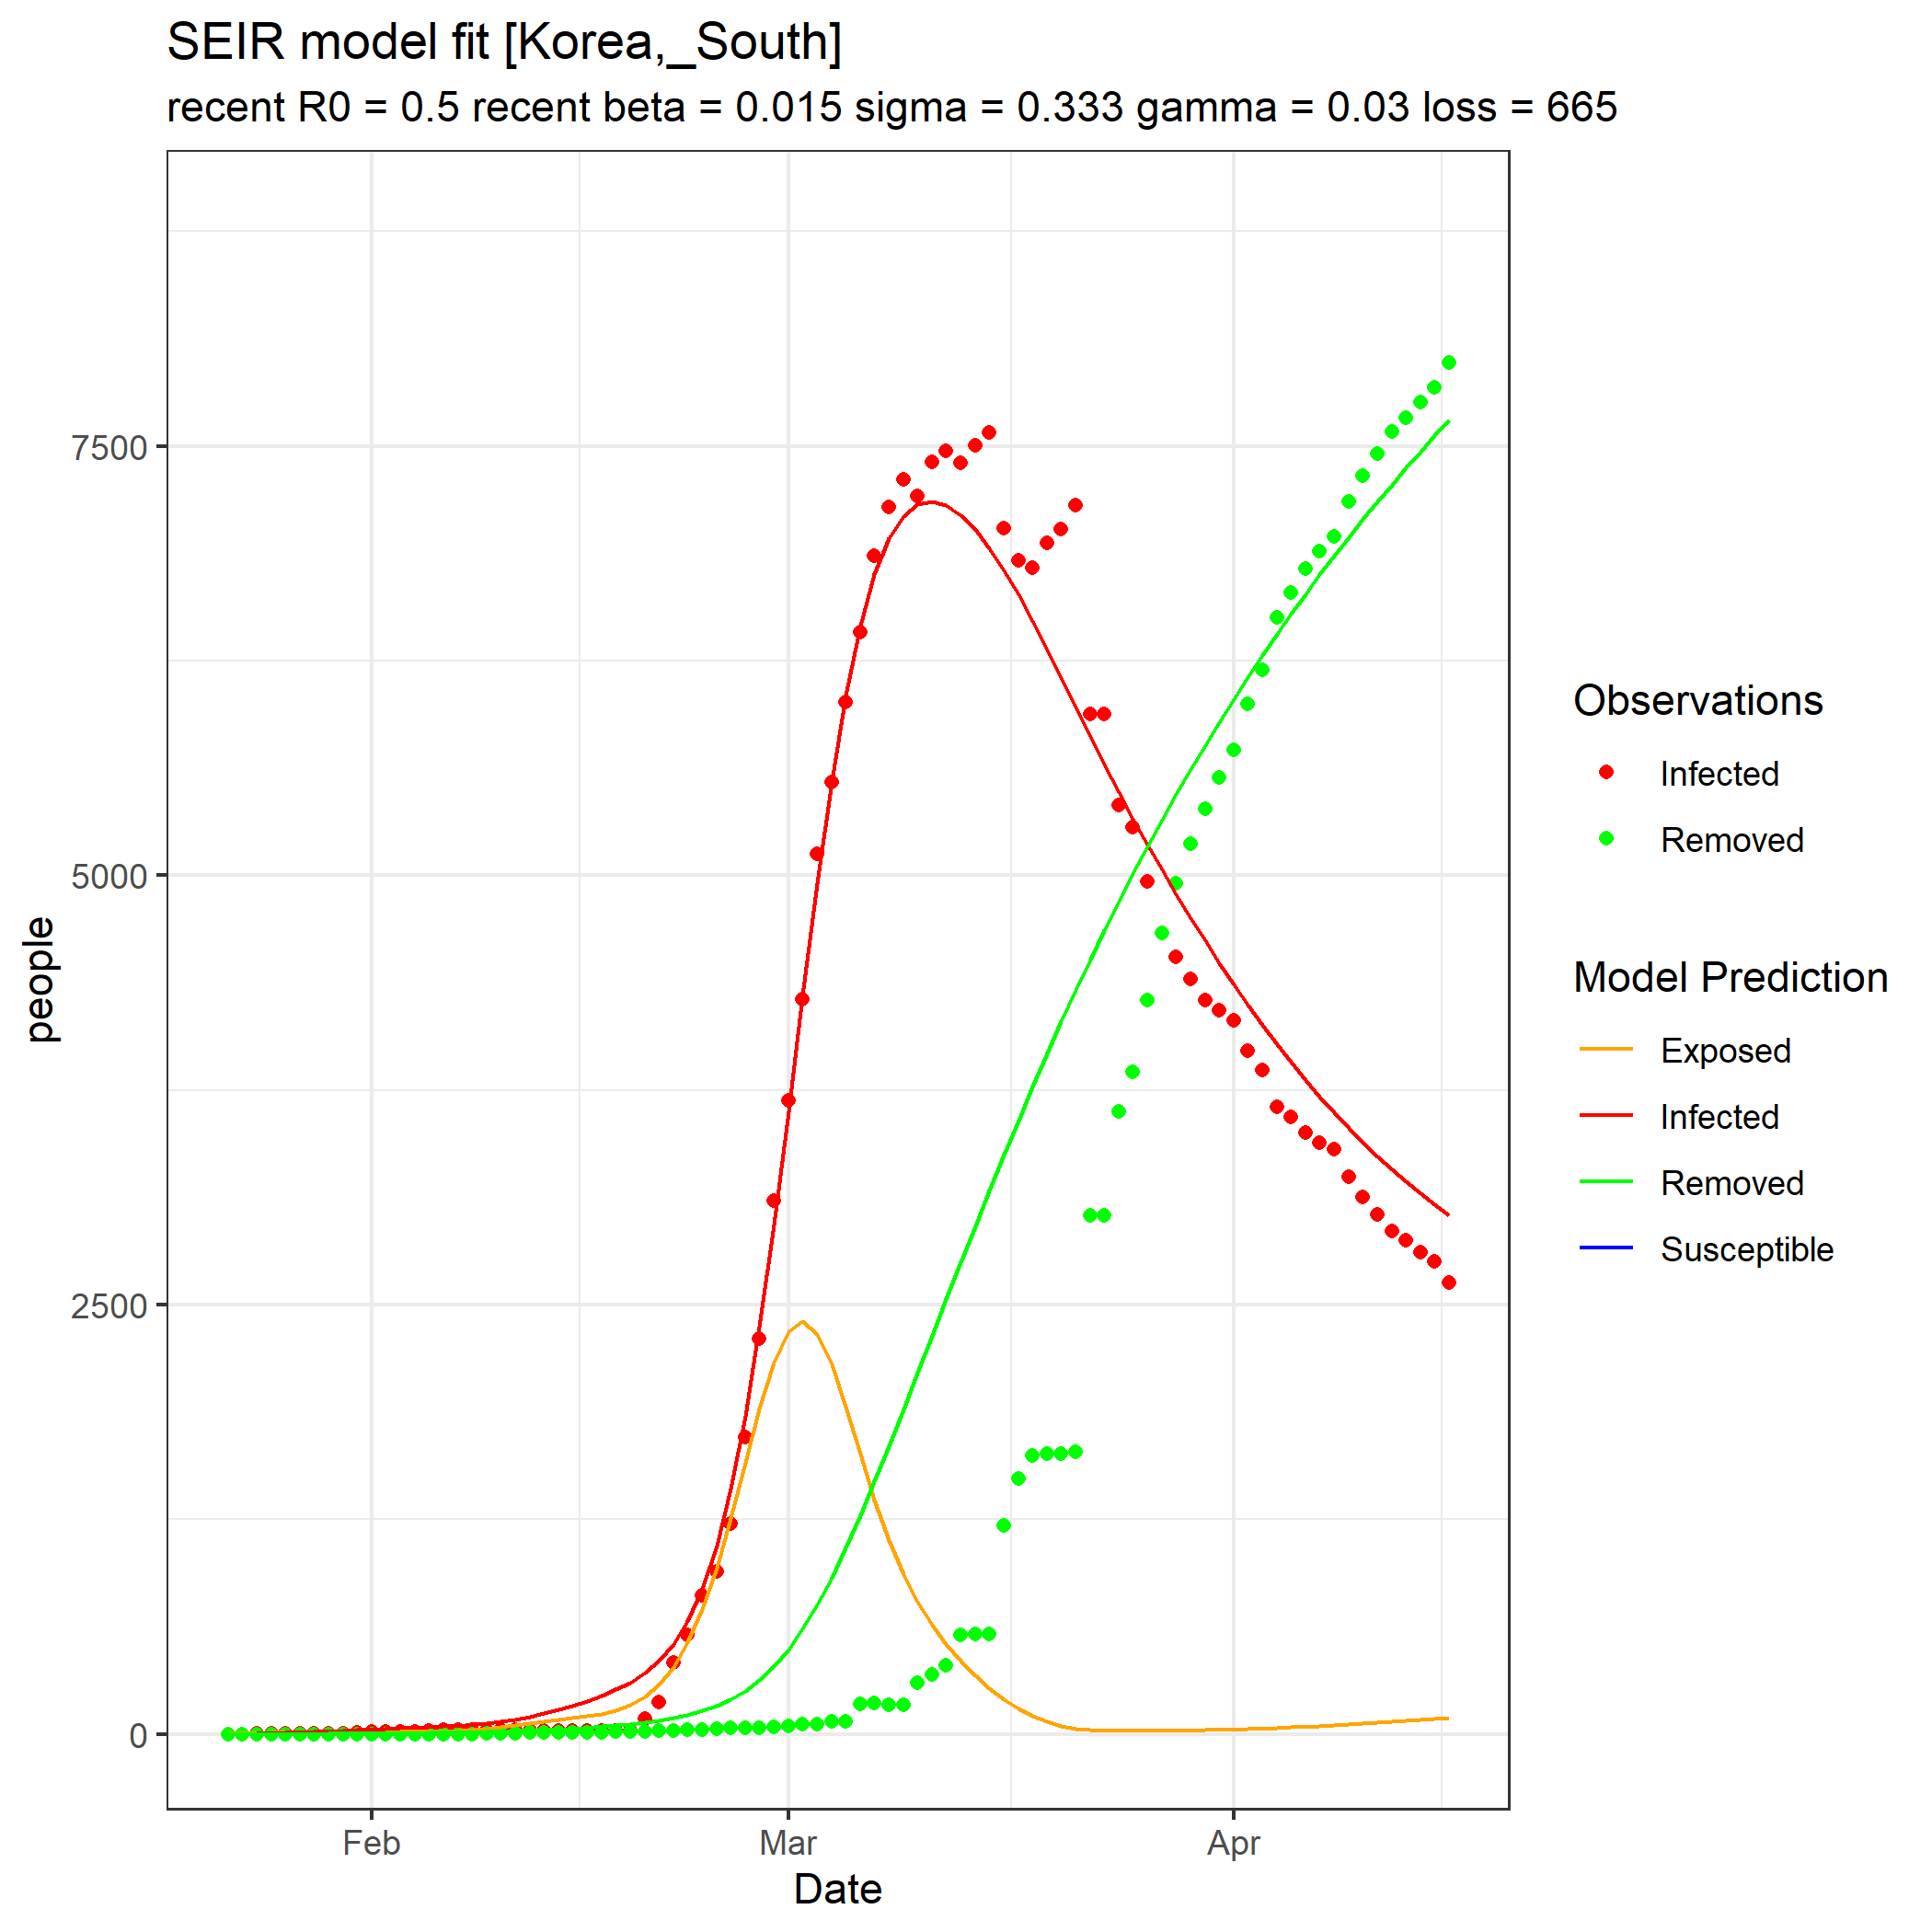 SEIR model fit [Korea,_South]
recent R0 = 0.5 recent beta = 0.015 sigma = 0.333 gamma = 0.03 loss = 665
7500
5000
2500
0
people
Feb
Mar
Apr
Date
Observations
Infected
Removed
Model Prediction
Exposed
Infected
Removed
Susceptible